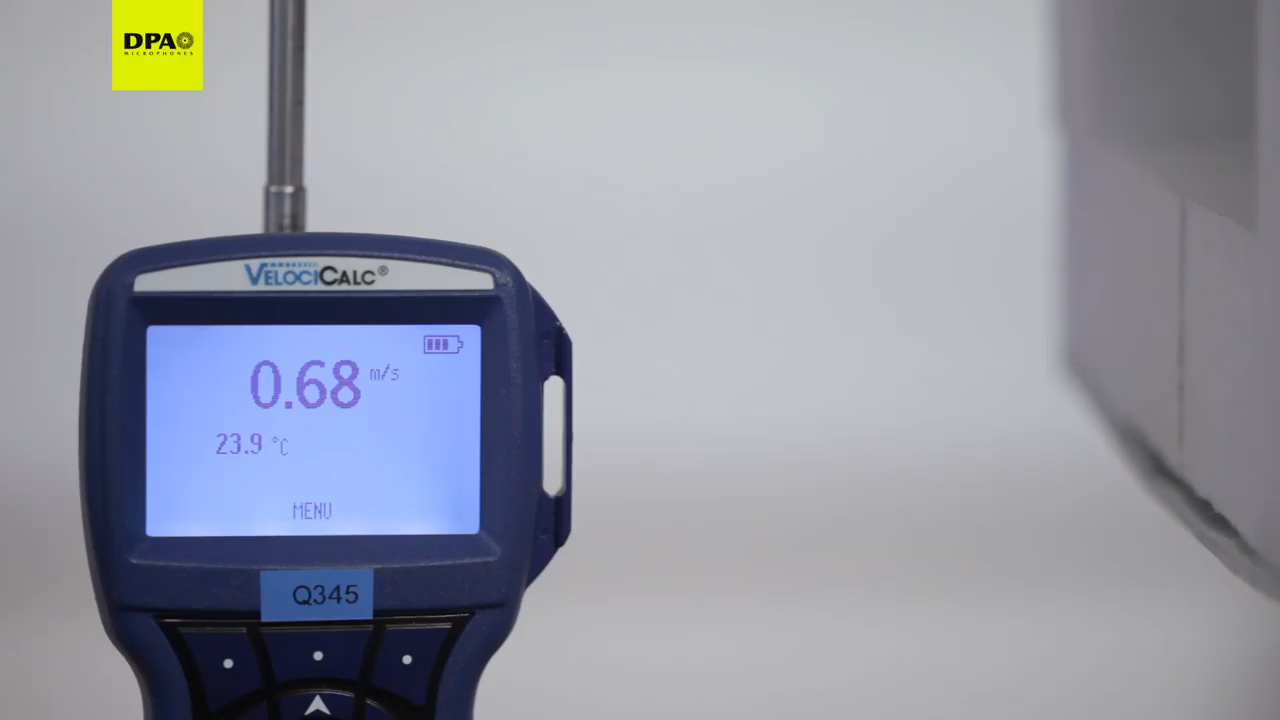 DPA
MICROPHONES
VELOCICALC®
0.68 m/s
23.9 °C
MENU
Q345